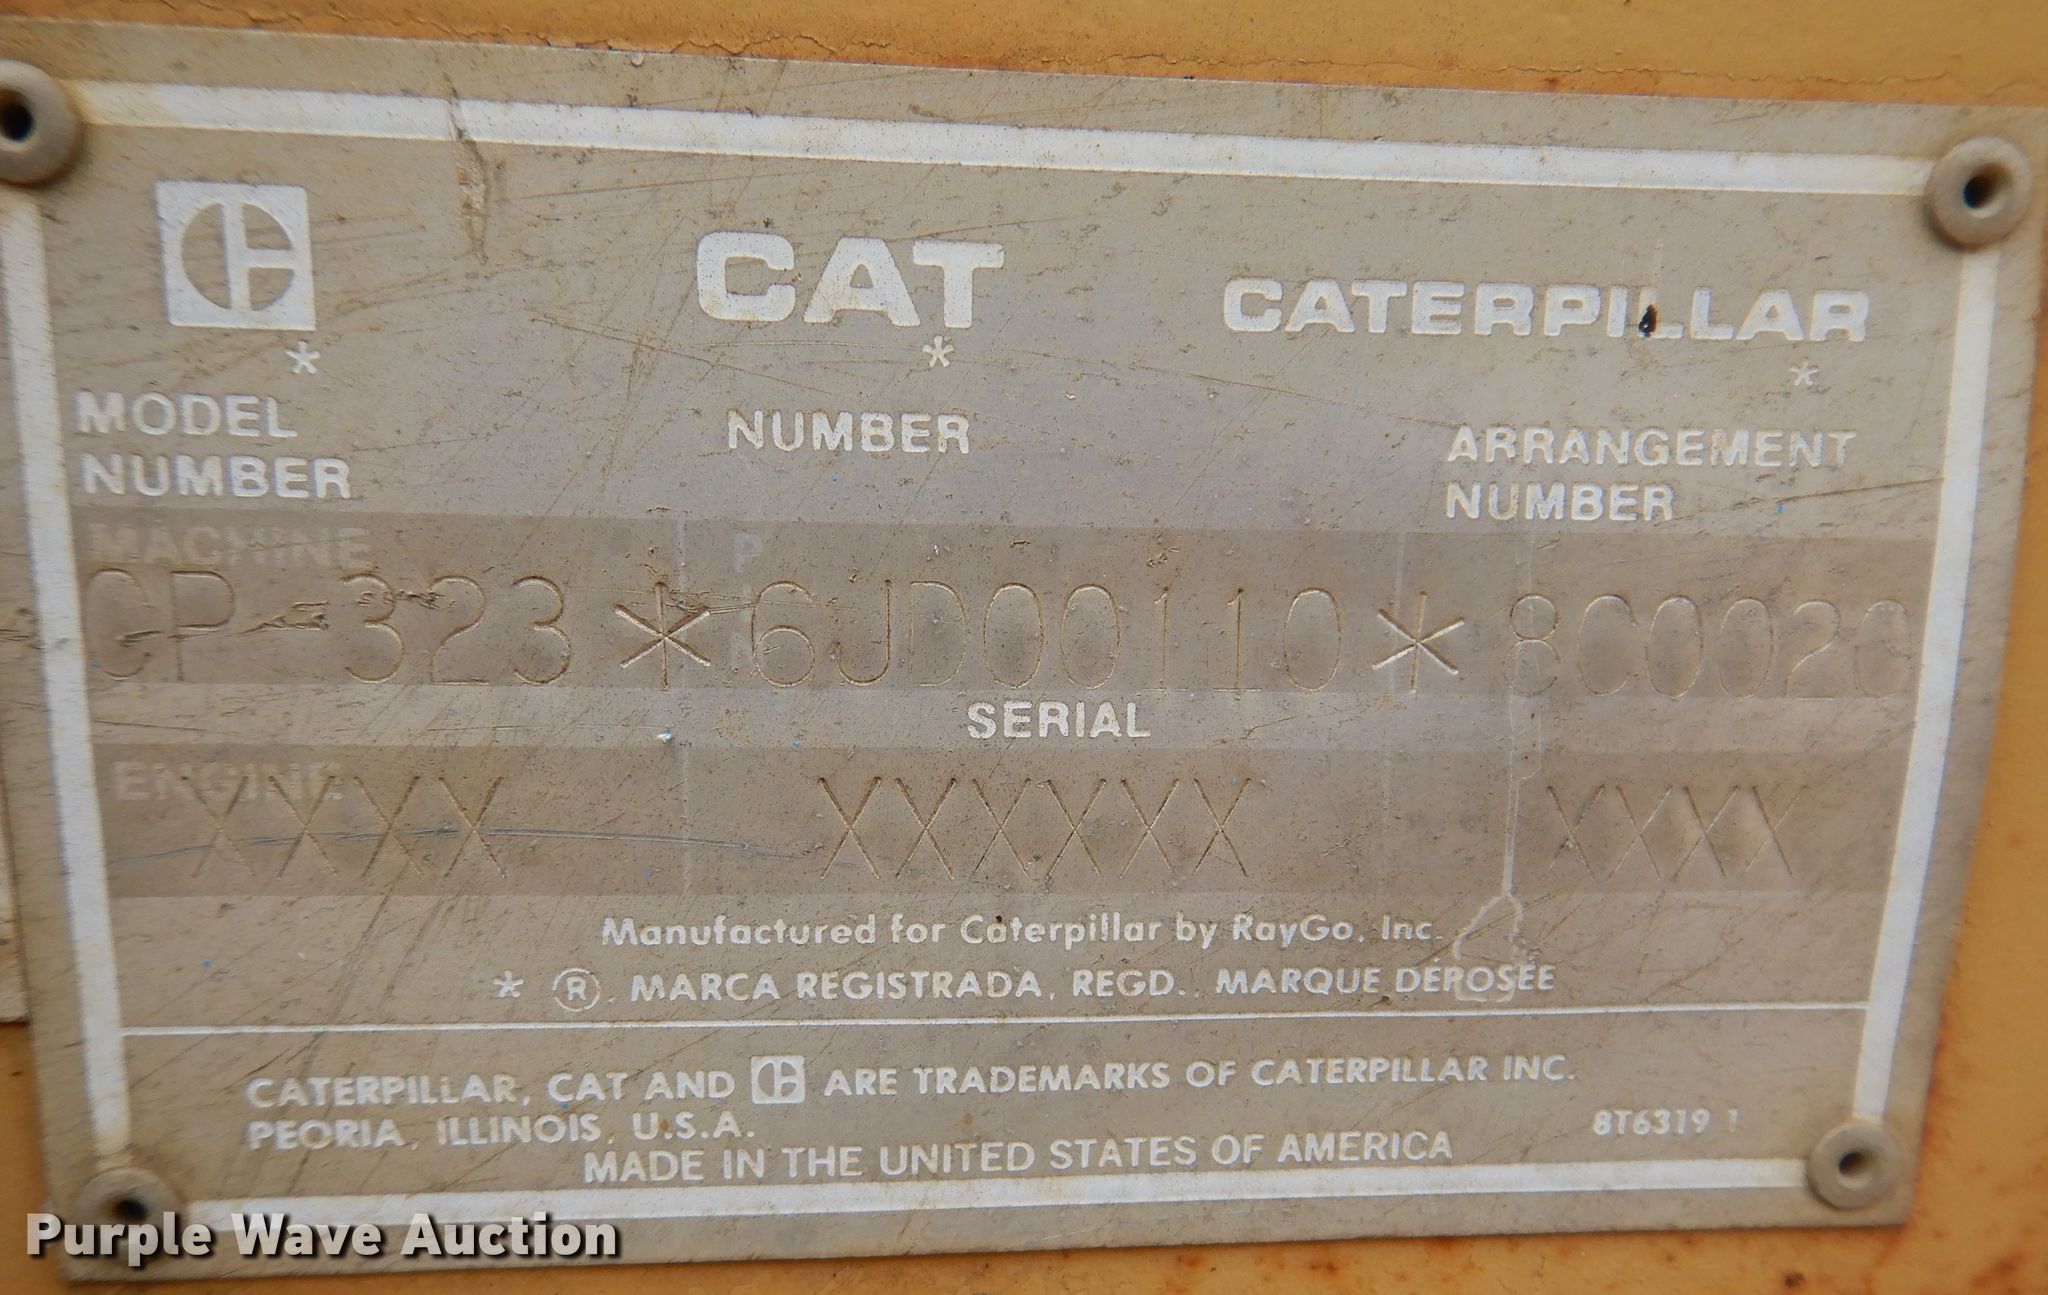 CAT CATERPILLAR
* * *
MODEL NUMBER ARRANGEMENT
NUMBER NUMBER
MACHINE P
CP-323*6JD00110*8C0020
SERIAL
ENGINE
XXXX XXXXXX XXXX
Manufactured for Caterpillar by RayGo, Inc.
* ®, MARCA REGISTRADA, REGD., MARQUE DÉPOSÉE
CATERPILLAR, CAT AND C ARE TRADEMARKS OF CATERPILLAR INC.
PEORIA, ILLINOIS, U.S.A. 8T6319 1
MADE IN THE UNITED STATES OF AMERICA
Purple Wave Auction